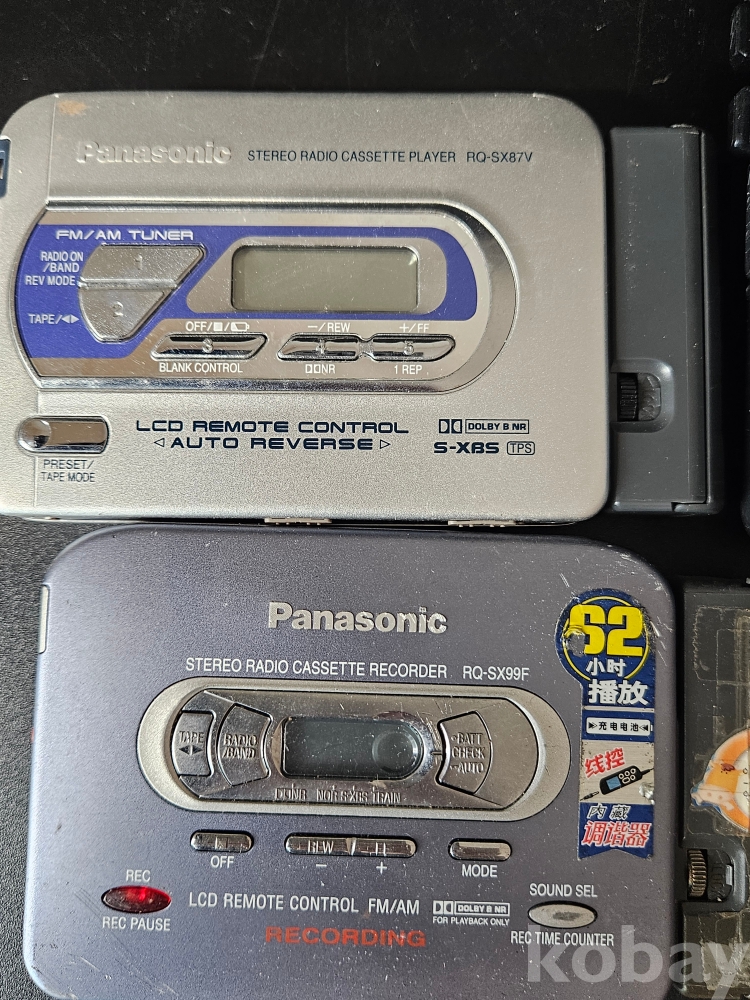 Panasonic STEREO RADIO CASSETTE PLAYER RQ-SX87V
FM/AM TUNER
RADIO ON
/BAND
REV MODE
1
2
TAPE/◀▶
OFF/■/
S
BLANK CONTROL
−/REW
4
NR
+/FF
5
1 REP
LCD REMOTE CONTROL
◁ AUTO REVERSE ▷
DOLBY B NR
S-XBS TPS
PRESET/
TAPE MODE
Panasonic
STEREO RADIO CASSETTE RECORDER RQ-SX99F
TAPE
◀▶
RADIO
/BAND
BATT
CHECK
AUTO
NR NOR S-XBS TRAIN
OFF
REW
−
FF
+
MODE
REC
REC PAUSE
LCD REMOTE CONTROL FM/AM
DOLBY B NR
FOR PLAYBACK ONLY
RECORDING
SOUND SEL
REC TIME COUNTER
62
小时
播放
充电电池
线控
内藏
调谐器
kobay